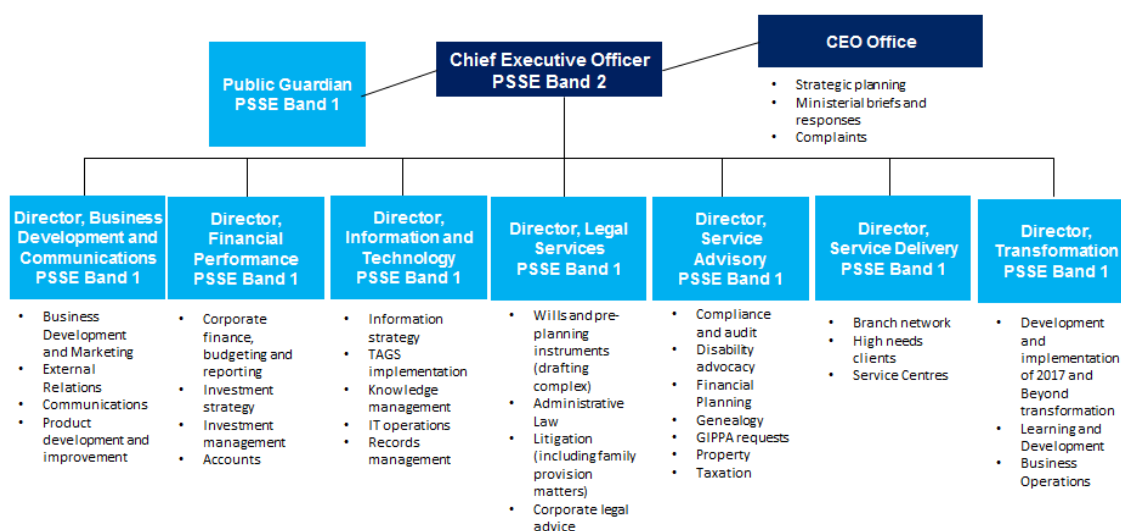 Public Guardian
PSSE Band 1
Chief Executive Officer
PSSE Band 2
CEO Office
• Strategic planning
• Ministerial briefs and
responses
• Complaints
Director, Business
Development and
Communications
PSSE Band 1
• Business
Development
and Marketing
• External
Relations
• Communications
• Product
development and
improvement
Director,
Financial
Performance
PSSE Band 1
• Corporate
finance,
budgeting and
reporting
• Investment
strategy
• Investment
management
• Accounts
Director,
Information and
Technology
PSSE Band 1
• Information
strategy
• TAGS
implementation
• Knowledge
management
• IT operations
• Records
management
Director, Legal
Services
PSSE Band 1
• Wills and pre-
planning
instruments
(drafting
complex)
• Administrative
Law
• Litigation
(including family
provision
matters)
• Corporate legal
advice
Director,
Service
Advisory
PSSE Band 1
• Compliance
and audit
• Disability
advocacy
• Financial
Planning
• Genealogy
• GIPPA requests
• Property
• Taxation
Director,
Service Delivery
PSSE Band 1
• Branch network
• High needs
clients
• Service Centres
Director,
Transformation
PSSE Band 1
• Development
and
implementation
of 2017 and
Beyond
transformation
• Learning and
Development
• Business
Operations